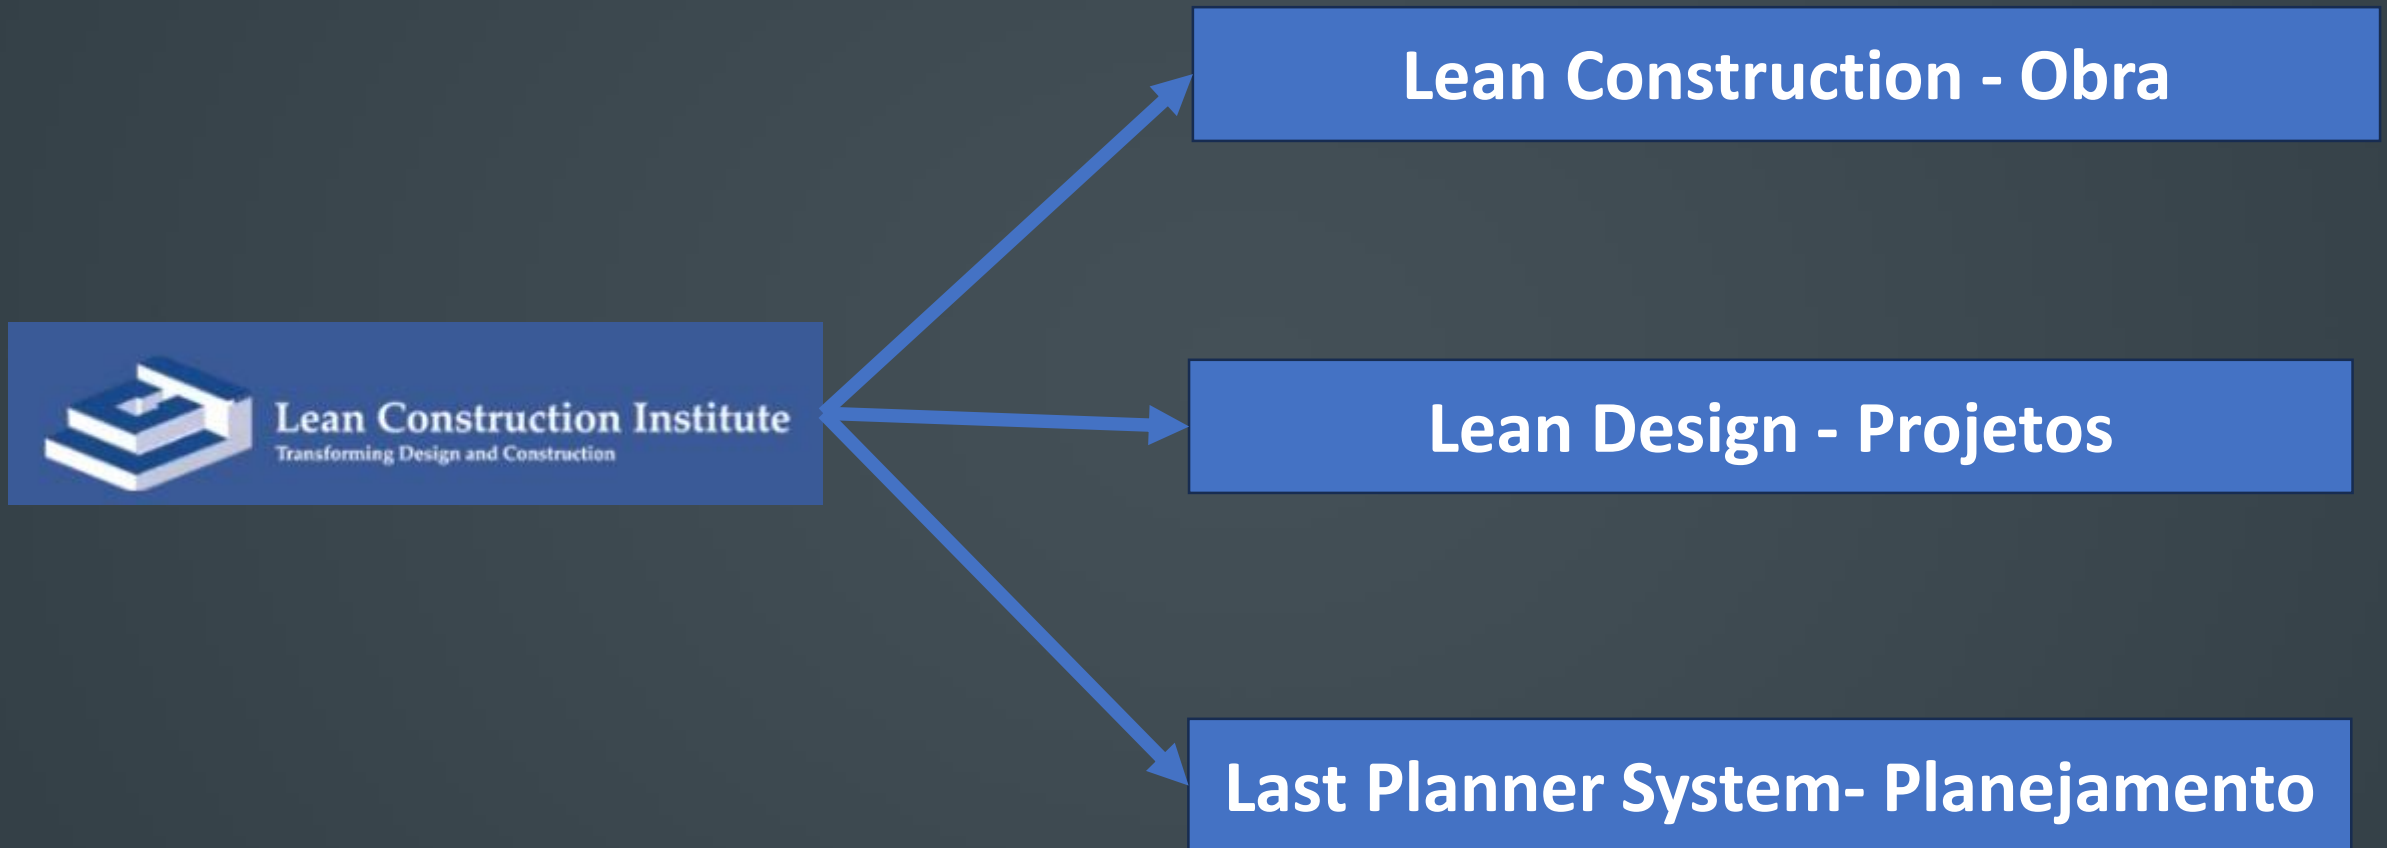 Lean Construction - Obra
Lean Construction Institute
Transforming Design and Construction
Lean Design - Projetos
Last Planner System- Planejamento